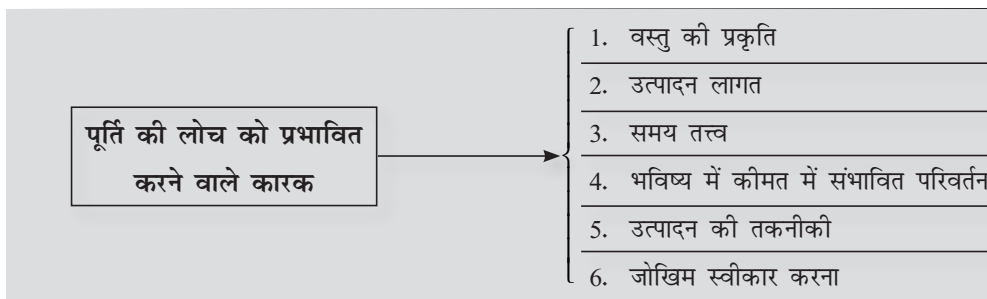 पूर्ति की लोच को प्रभावित
करने वाले कारक
1. वस्तु की प्रकृति
2. उत्पादन लागत
3. समय तत्त्व
4. भविष्य में कीमत में संभावित परिवर्तन
5. उत्पादन की तकनीकी
6. जोखिम स्वीकार करना